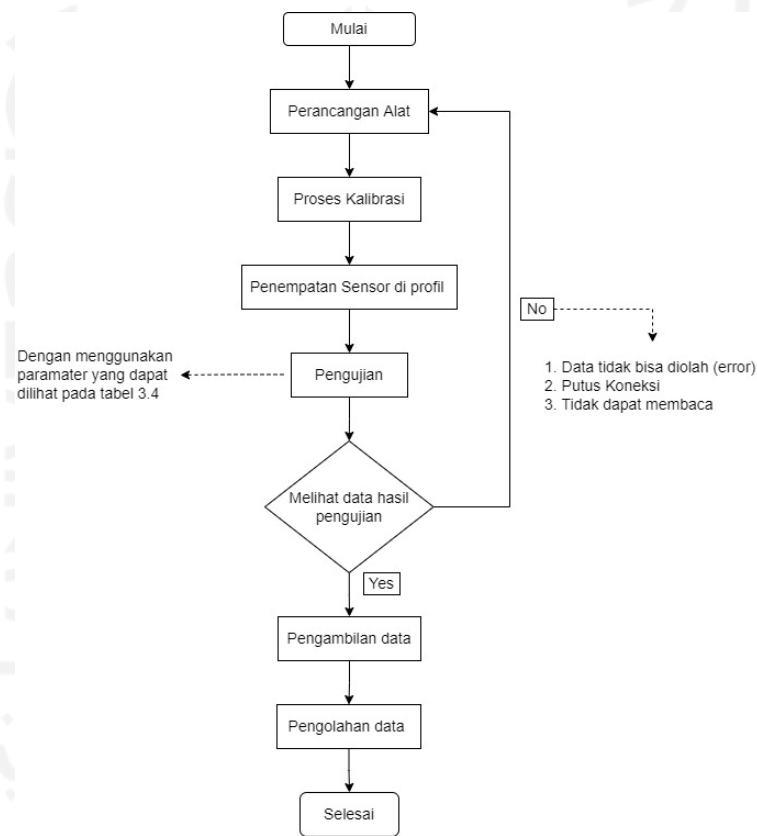 Mulai
Perancangan Alat
Proses Kalibrasi
Penempatan Sensor di profil
No
Dengan menggunakan
paramater yang dapat
dilihat pada tabel 3.4
Pengujian
1. Data tidak bisa diolah (error)
2. Putus Koneksi
3. Tidak dapat membaca
Melihat data hasil
pengujian
Yes
Pengambilan data
Pengolahan data
Selesai